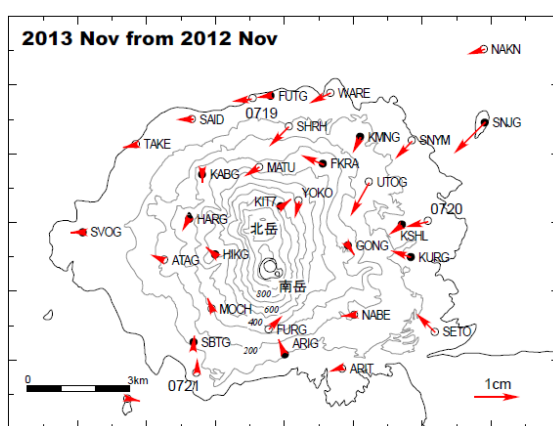 2013 Nov from 2012 Nov
NAKN
FUTG
WARE
0719
SAID
SHRH
SNJG
KMNG
SNYM
TAKE
MATU
FKRA
KABG
UTOG
KIT7
YOKO
HARG
北岳
0720
SVOG
KSHL
GONG
HIKG
ATAG
KURG
南岳
800
MOCH
600
NABE
400
FURG
SETO
SBTG
200
ARIG
ARIT
0721
0
3km
1cm